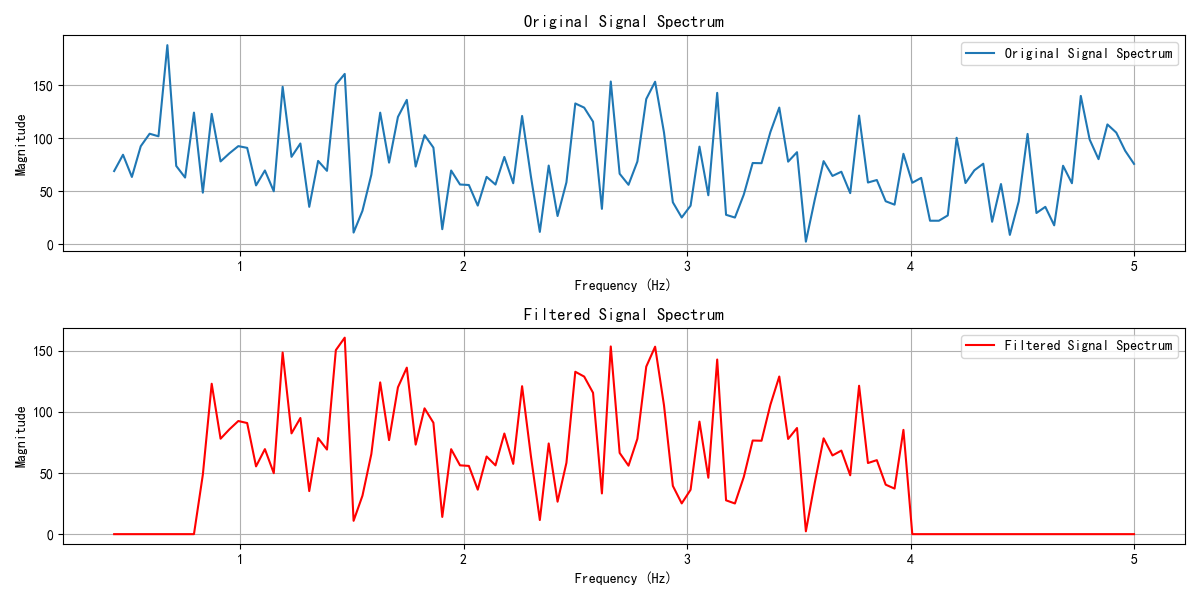 Original Signal Spectrum
Original Signal Spectrum
Magnitude
150
100
50
0
1
2
3
4
5
Frequency (Hz)
Filtered Signal Spectrum
Filtered Signal Spectrum
Magnitude
150
100
50
0
1
2
3
4
5
Frequency (Hz)